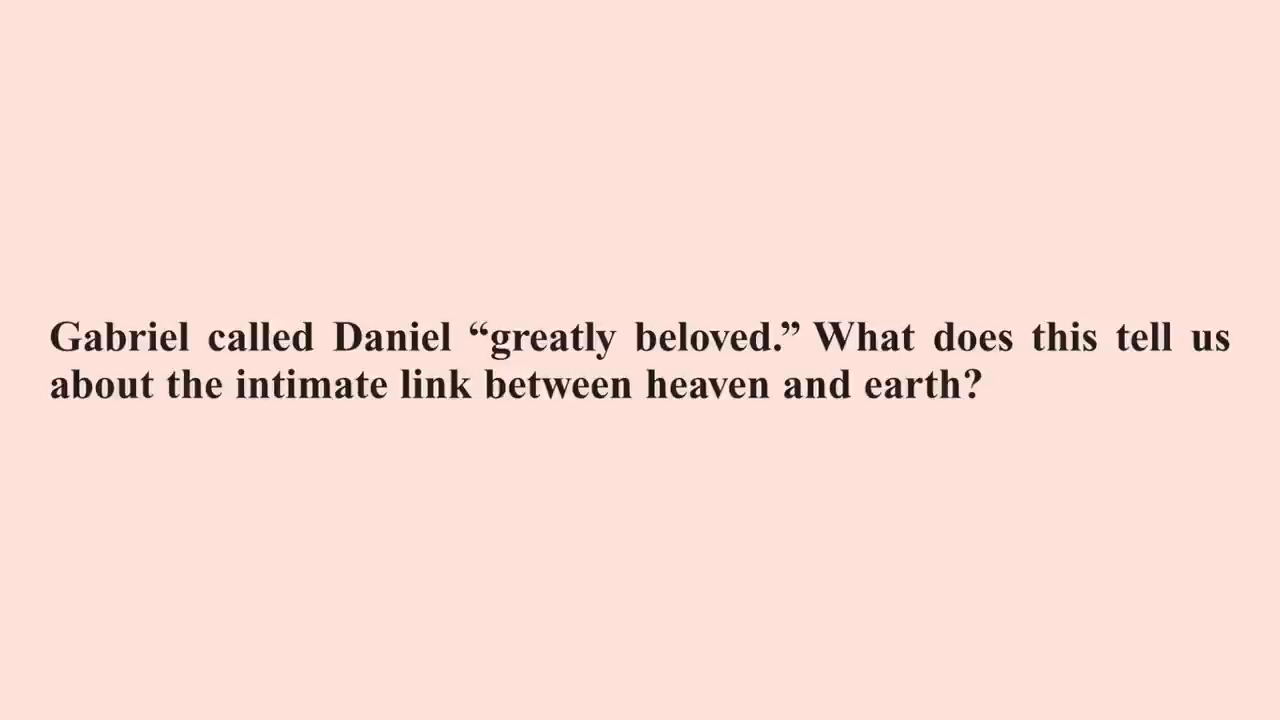 Gabriel called Daniel “greatly beloved.” What does this tell us
about the intimate link between heaven and earth?